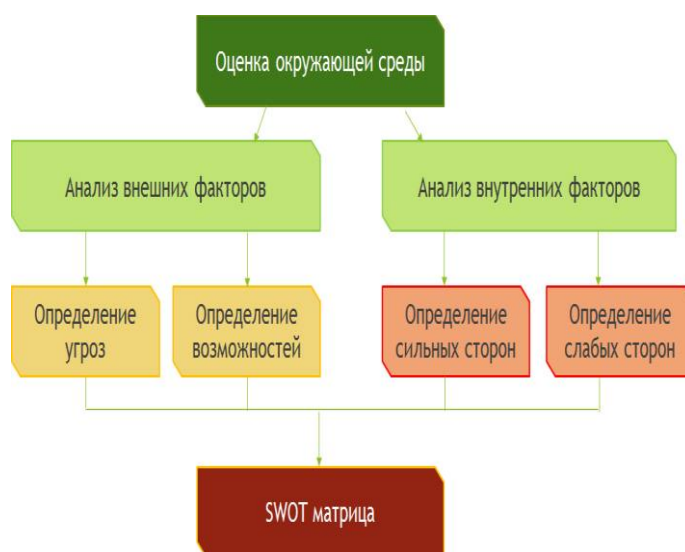 Оценка окружающей среды
Анализ внешних факторов
Анализ внутренних факторов
Определение
угроз
Определение
возможностей
Определение
сильных сторон
Определение
слабых сторон
SWOT матрица